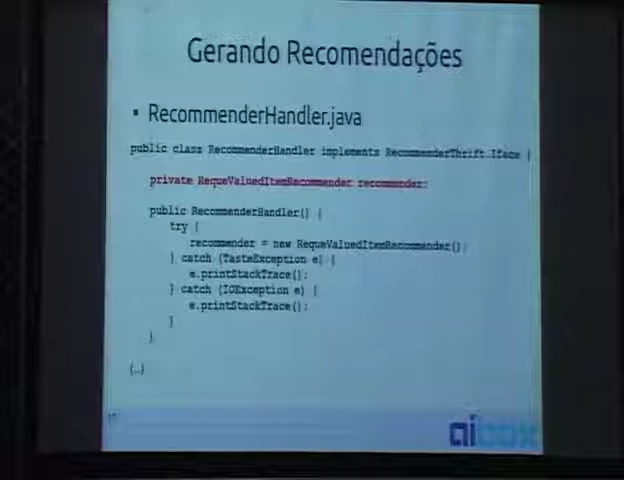 Gerando Recomendações
▪ RecommenderHandler.java
public class RecommenderHandler implements RecommenderThrift.Iface {
private RequeValuedItemRecommender recommender;
public RecommenderHandler() {
try {
recommender = new RequeValuedItemRecommender();
} catch (TasteException e) {
e.printStackTrace();
} catch (IOException e) {
e.printStackTrace();
}
}
(…)
aibox